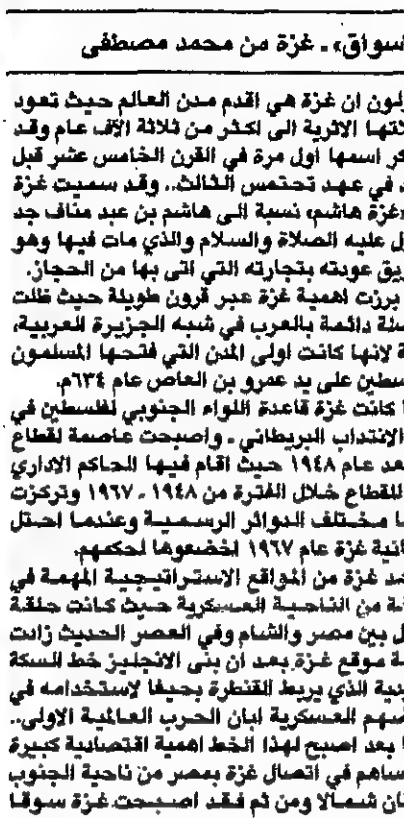 اسواق» ـ غزة من محمد مصطفى
لون ان غزة هي اقدم مدن العالم حيث تعود
لاتها الاثرية الى اكثر من ثلاثة الآف عام وقد
كر اسمها اول مرة في القرن الخامس عشر قبل
د في عهد تحتمس الثالث.. وقد سميت غزة
«غزة هاشم» نسبة الى هاشم بن عبد مناف جد
ل عليه الصلاة والسلام والذي مات فيها وهو
ريق عودته بتجارته التي اتى بها من الحجاز.
برزت اهمية غزة عبر قرون طويلة حيث ظلت
سلة دائمة بالعرب في شبه الجزيرة العربية،
ة لانها كانت اولى المدن التي فتحها المسلمون
سطين على يد عمرو بن العاص عام ٦٣٤م.
ا كانت غزة قاعدة اللواء الجنوبي لفلسطين في
الانتداب البريطاني ـ واصبحت عاصمة لقطاع
بعد عام ١٩٤٨ حيث اقام فيها الحاكم الاداري
للقطاع خلال الفترة من ١٩٤٨ ـ ١٩٦٧ وتركزت
ا مختلف الدوائر الرسمية وعندما احتل
انية غزة عام ١٩٦٧ اخضعوها لحكمهم.
عد غزة من المواقع الاستراتيجية المهمة في
ة من الناحية العسكرية حيث كانت حلقة
ل بين مصر والشام وفي العصر الحديث زادت
ة موقع غزة بعد ان بنى الانجليز خط السكة
ديدية الذي يربط القنطرة بحيفا لإستخدامه في
ضهم العسكرية ابان الحرب العالمية الاولى..
ا بعد اصبح لهذا الخط اهمية اقتصادية كبيرة
ساهم في اتصال غزة بمصر من ناحية الجنوب
نان شمالا ومن ثم فقد اصبحت غزة سوقا